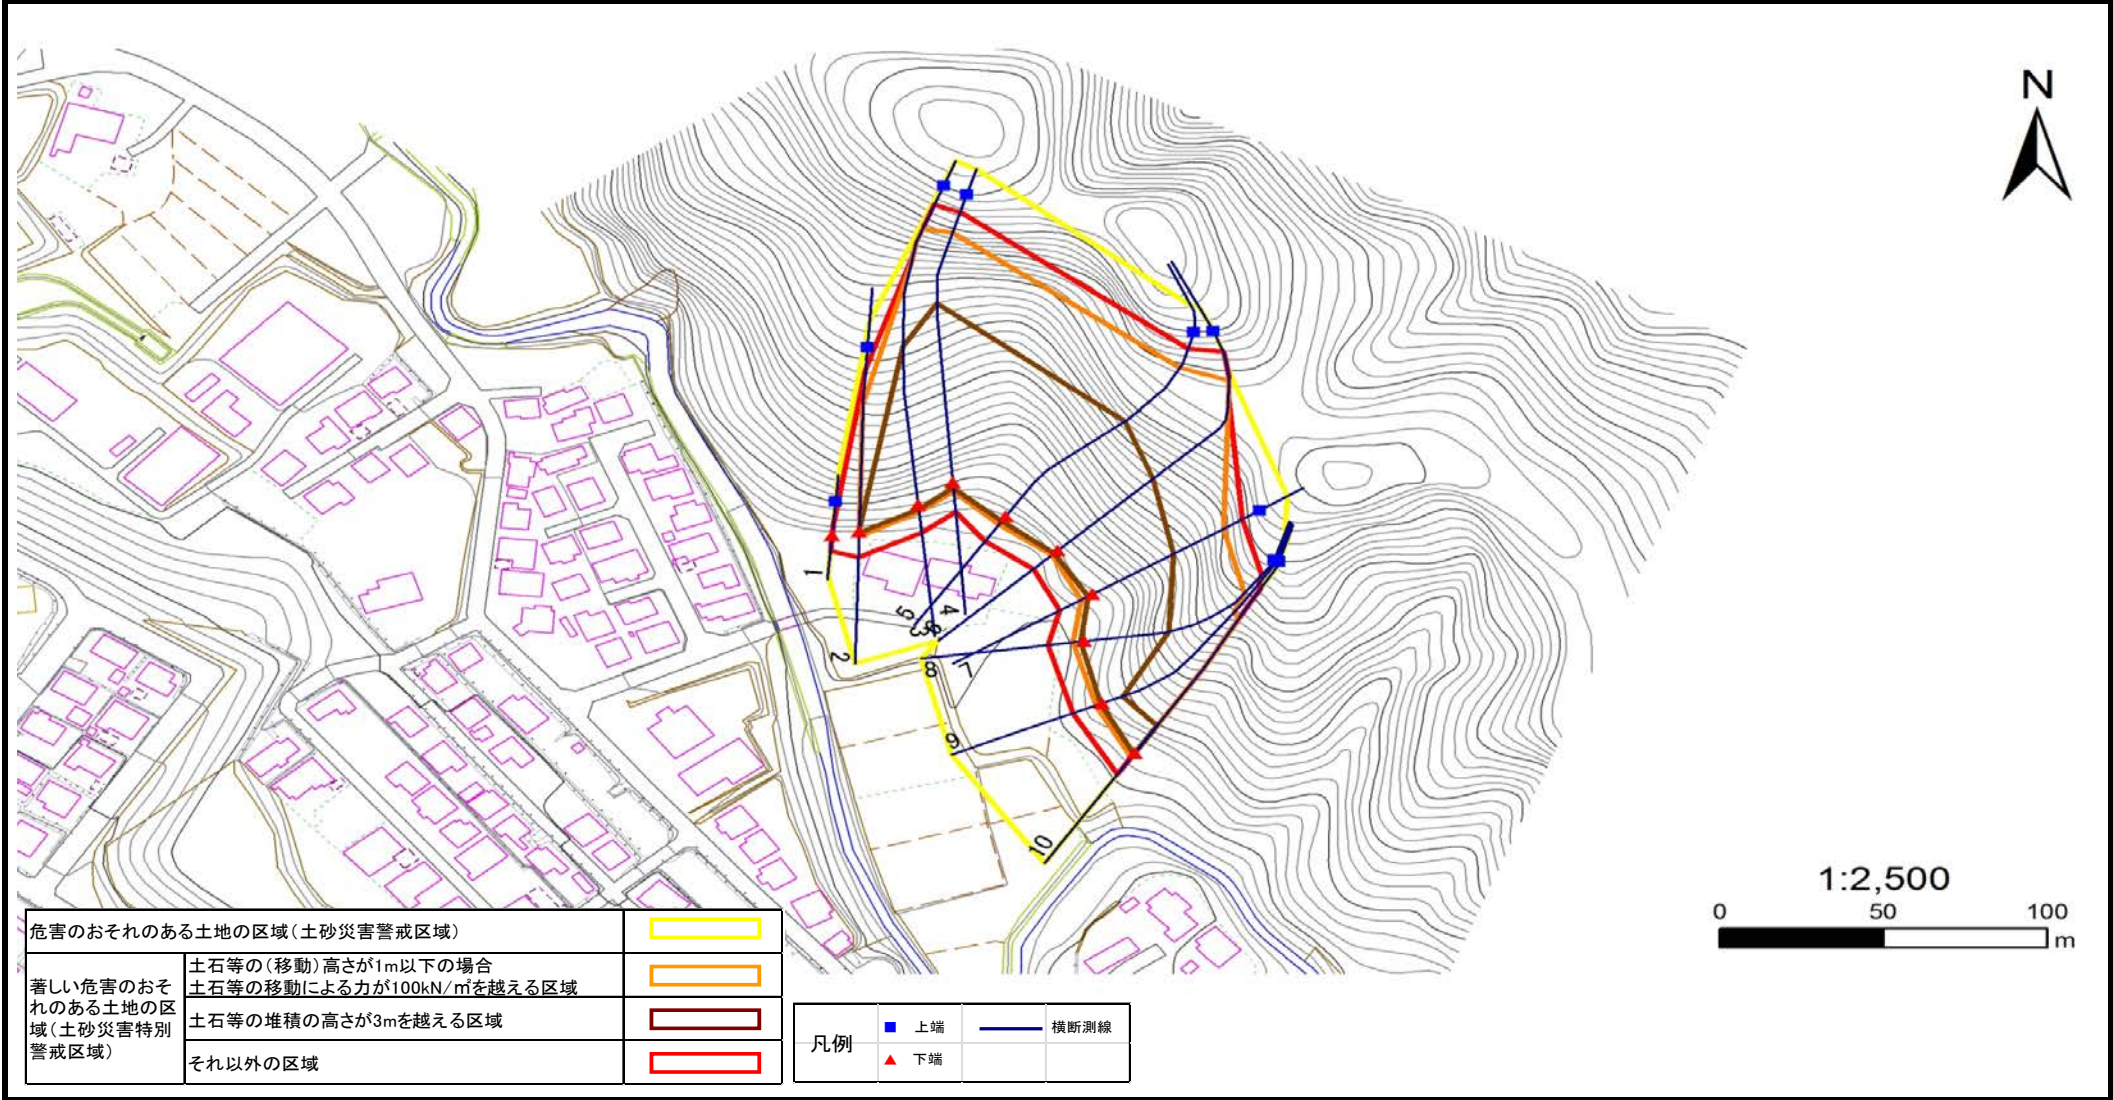 N
1
2
3
4
5
6
7
8
9
10
1:2,500
0 50 100
m
危害のおそれのある土地の区域(土砂災害警戒区域)
著しい危害のおそ
れのある土地の区
域(土砂災害特別
警戒区域)
土石等の(移動)高さが1m以下の場合
土石等の移動による力が100kN/㎡を越える区域
土石等の堆積の高さが3mを越える区域
それ以外の区域
凡例
上端
横断測線
下端